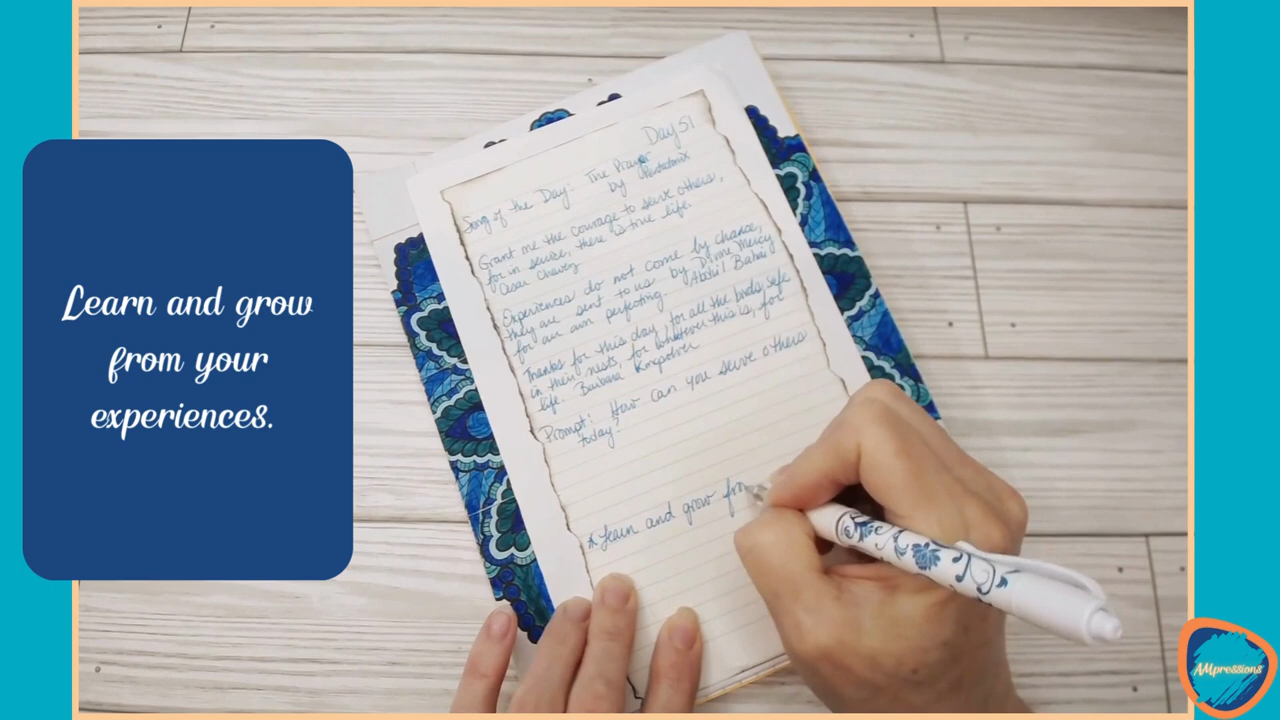 Learn and grow
from your
experiences.
Day 51
Song of the Day: The Prayer
by Pentatonix
Grant me the courage to serve others,
for in service, there is true life.
Cesar Chavez
Experiences do not come by chance,
they are sent to us by Divine Mercy
for our own perfecting. Abdu'l Bahai
Thanks for this day, for all the birds safe
in their nests, for whatever this is, for
life. Barbara Kingsolver
Prompt: How can you serve others
today?
* Learn and grow from
AMpressions